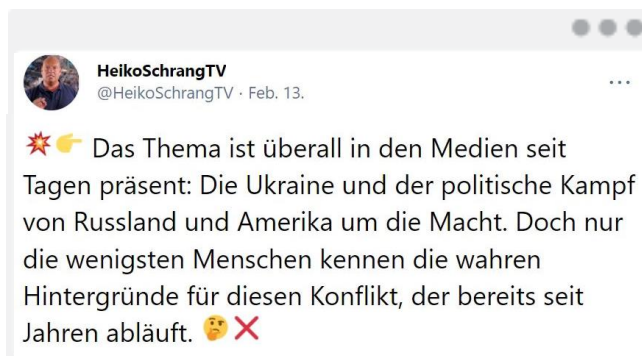 HeikoSchrangTV
@HeikoSchrangTV · Feb. 13.
💥👉 Das Thema ist überall in den Medien seit
Tagen präsent: Die Ukraine und der politische Kampf
von Russland und Amerika um die Macht. Doch nur
die wenigsten Menschen kennen die wahren
Hintergründe für diesen Konflikt, der bereits seit
Jahren abläuft. 🤔❌